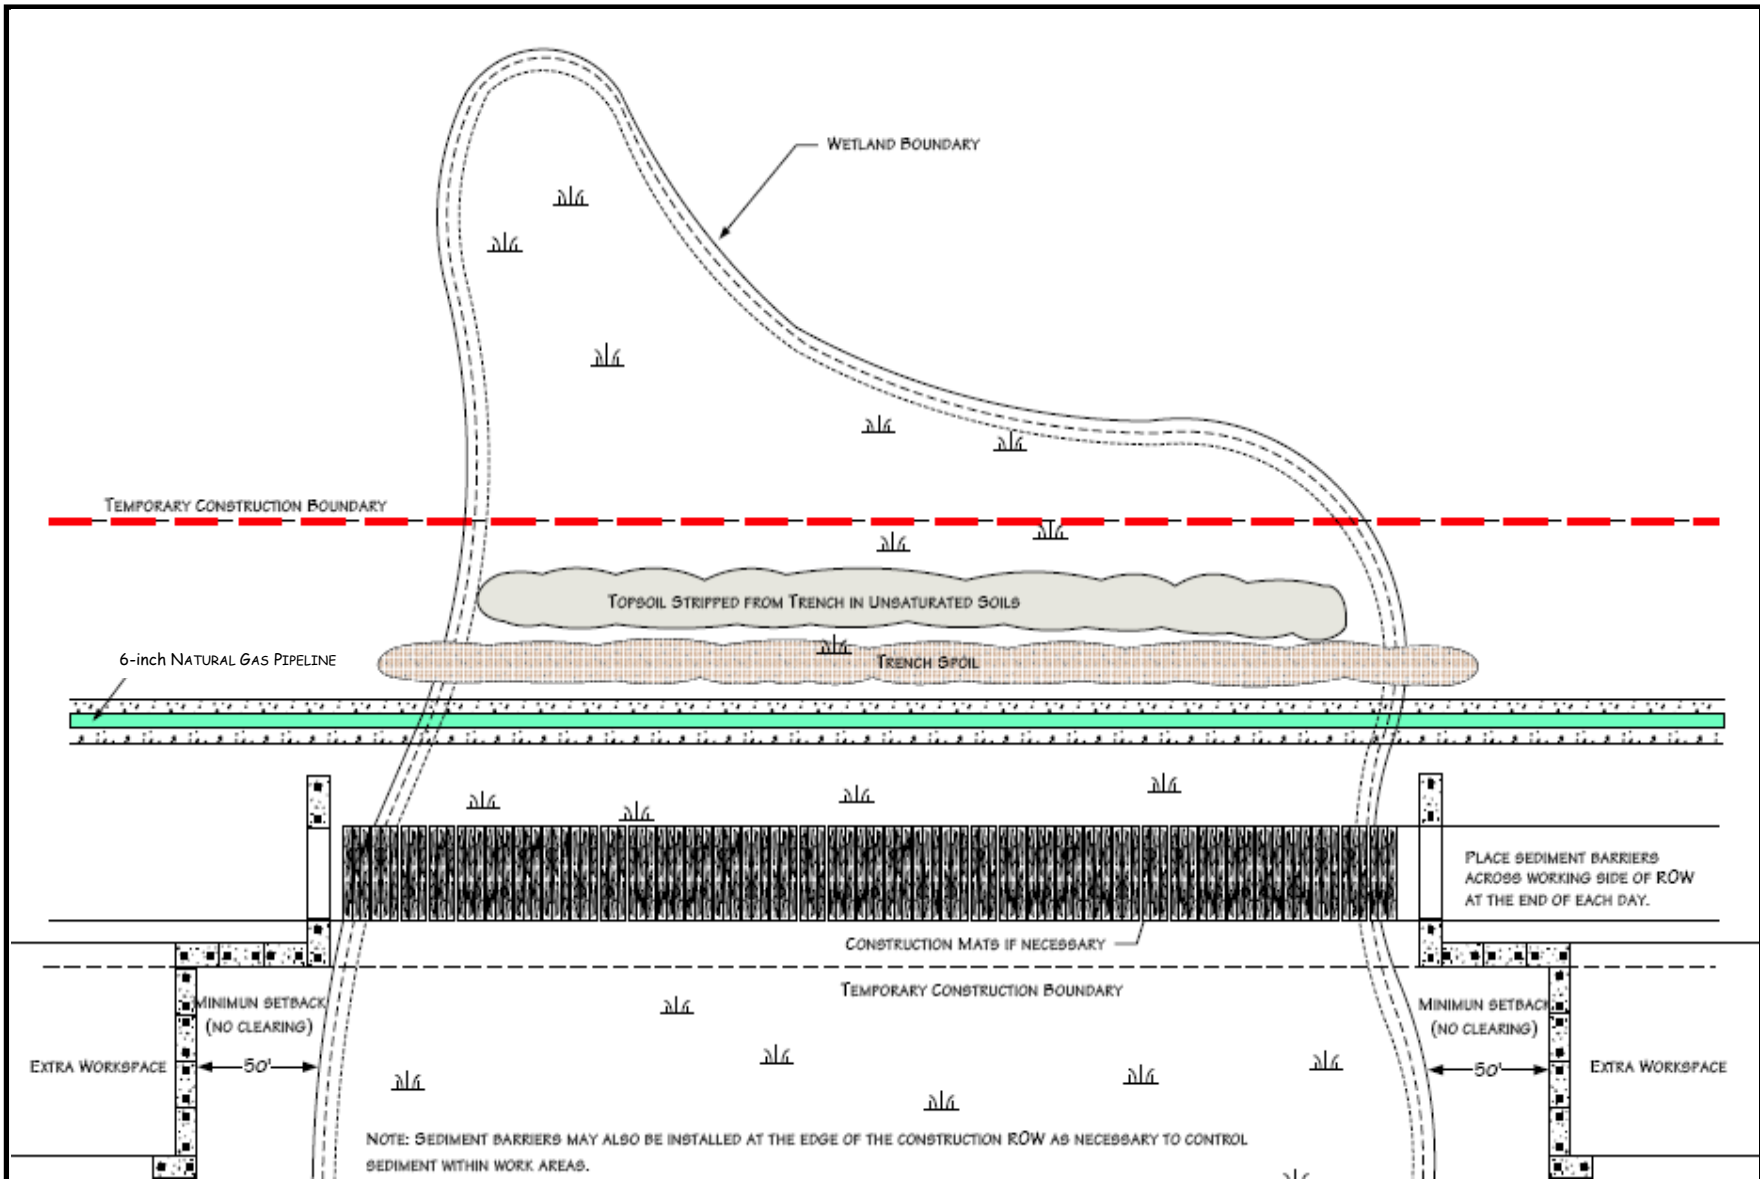 WETLAND BOUNDARY
TEMPORARY CONSTRUCTION BOUNDARY
TOPSOIL STRIPPED FROM TRENCH IN UNSATURATED SOILS
6-inch NATURAL GAS PIPELINE
TRENCH SPOIL
PLACE SEDIMENT BARRIERS
ACROSS WORKING SIDE OF ROW
AT THE END OF EACH DAY.
CONSTRUCTION MATS IF NECESSARY
TEMPORARY CONSTRUCTION BOUNDARY
MINIMUN SETBACK
(NO CLEARING)
MINIMUN SETBACK
(NO CLEARING)
EXTRA WORKSPACE
50'
50'
EXTRA WORKSPACE
NOTE: SEDIMENT BARRIERS MAY ALSO BE INSTALLED AT THE EDGE OF THE CONSTRUCTION ROW AS NECESSARY TO CONTROL
SEDIMENT WITHIN WORK AREAS.